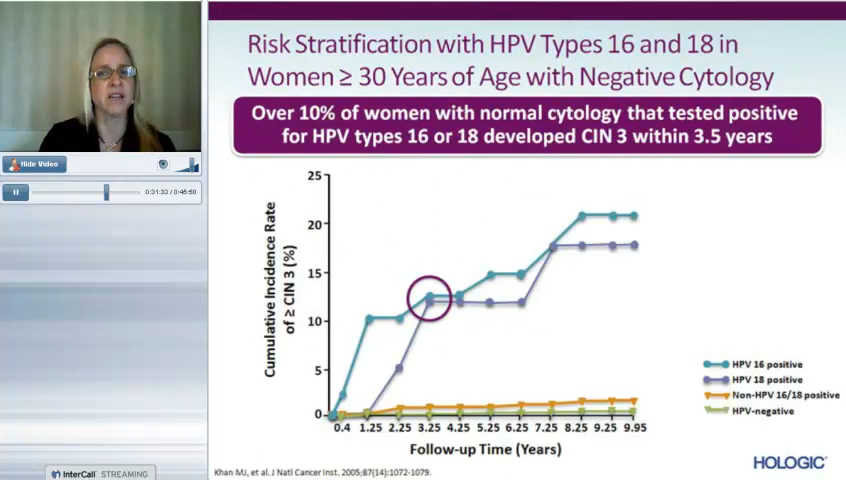 Risk Stratification with HPV Types 16 and 18 in
Women ≥ 30 Years of Age with Negative Cytology
Over 10% of women with normal cytology that tested positive
for HPV types 16 or 18 developed CIN 3 within 3.5 years
Hide Video
0:31:33 / 0:46:50
Cumulative Incidence Rate
of ≥ CIN 3 (%)
25
20
15
10
5
0
0.4 1.25 2.25 3.25 4.25 5.25 6.25 7.25 8.25 9.25 9.95
Follow-up Time (Years)
HPV 16 positive
HPV 18 positive
Non-HPV 16/18 positive
HPV-negative
InterCall STREAMING
Khan MJ, et al. J Natl Cancer Inst. 2005;87(14):1072-1079.
HOLOGIC